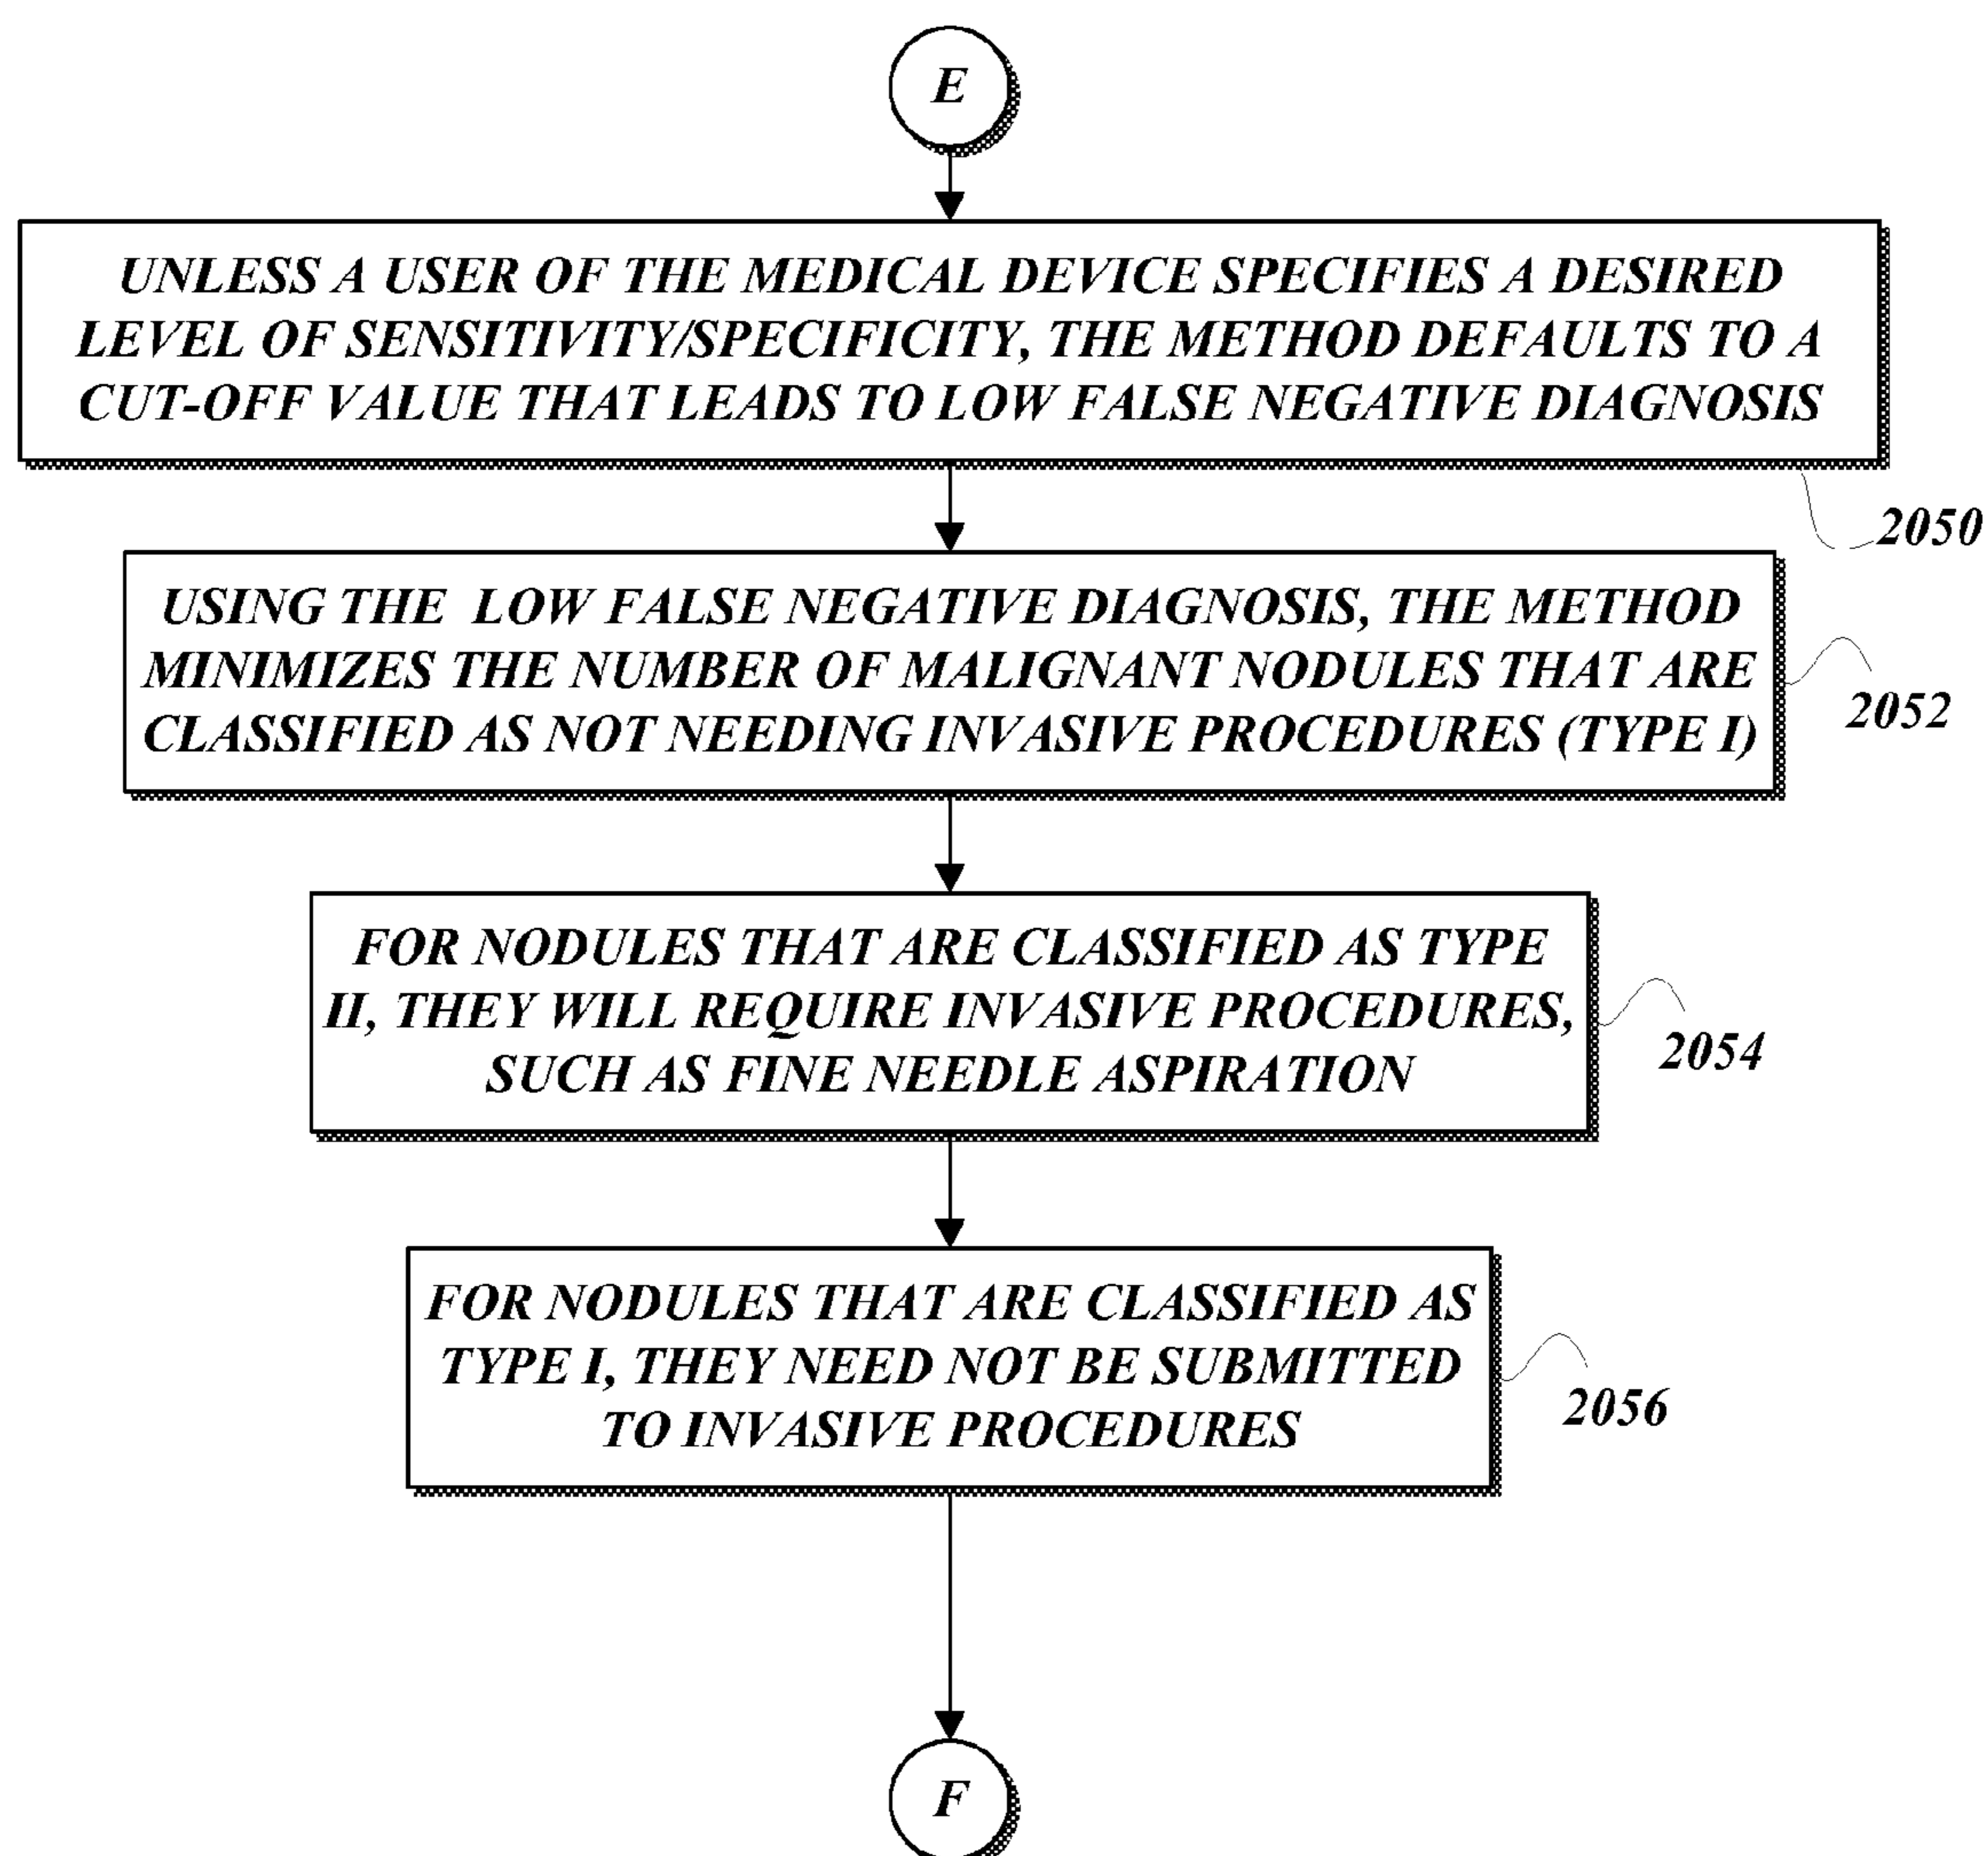 E
UNLESS A USER OF THE MEDICAL DEVICE SPECIFIES A DESIRED
LEVEL OF SENSITIVITY/SPECIFICITY, THE METHOD DEFAULTS TO A
CUT-OFF VALUE THAT LEADS TO LOW FALSE NEGATIVE DIAGNOSIS
2050
USING THE LOW FALSE NEGATIVE DIAGNOSIS, THE METHOD
MINIMIZES THE NUMBER OF MALIGNANT NODULES THAT ARE
CLASSIFIED AS NOT NEEDING INVASIVE PROCEDURES (TYPE I)
2052
FOR NODULES THAT ARE CLASSIFIED AS TYPE
II, THEY WILL REQUIRE INVASIVE PROCEDURES,
SUCH AS FINE NEEDLE ASPIRATION
2054
FOR NODULES THAT ARE CLASSIFIED AS
TYPE I, THEY NEED NOT BE SUBMITTED
TO INVASIVE PROCEDURES
2056
F